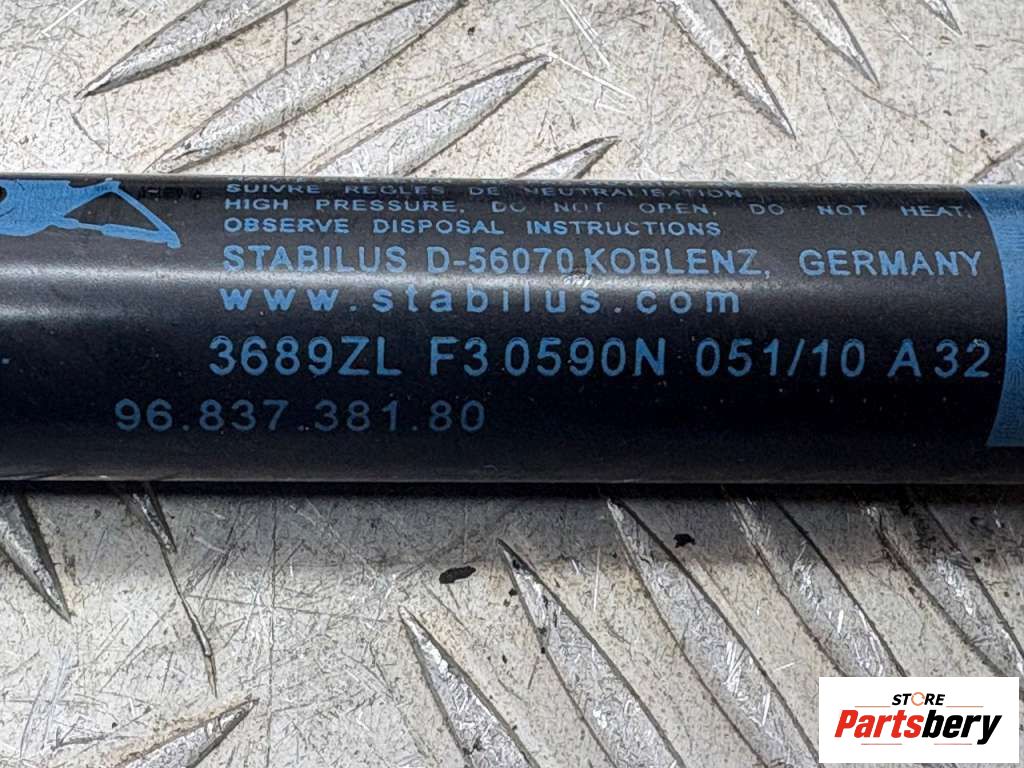 SUIVRE REGLES DE NEUTRALISATION
HIGH PRESSURE, DO NOT OPEN, DO NOT HEAT.
OBSERVE DISPOSAL INSTRUCTIONS
STABILUS D-56070 KOBLENZ, GERMANY
www.stabilus.com
3689ZL F3 0590N 051/10 A32
96.837.381.80
STORE
Partsbery